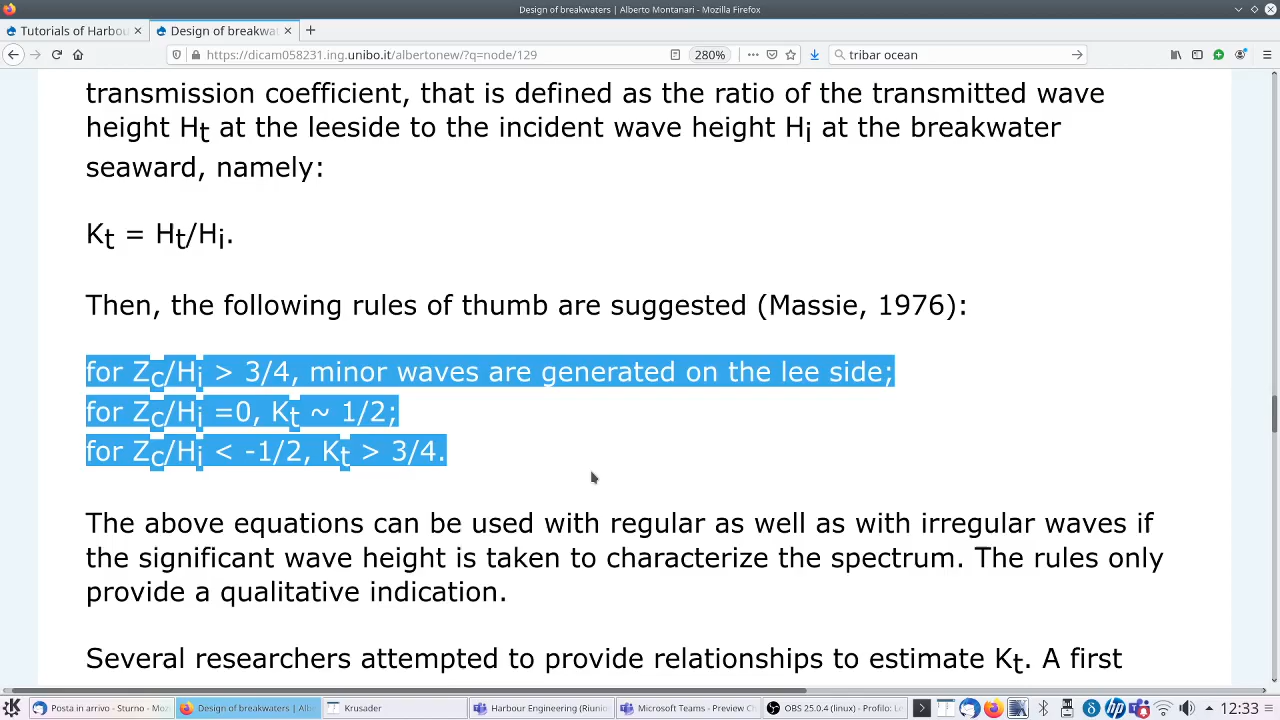 Design of breakwaters | Alberto Montanari - Mozilla Firefox
Tutorials of Harbou
Design of breakwa
https://dicam058231.ing.unibo.it/albertonew/?q=node/129
280%
tribar ocean
transmission coefficient, that is defined as the ratio of the transmitted wave
height Ht at the leeside to the incident wave height Hi at the breakwater
seaward, namely:
Kt = Ht/Hi.
Then, the following rules of thumb are suggested (Massie, 1976):
for Zc/Hi > 3/4, minor waves are generated on the lee side;
for Zc/Hi =0, Kt ~ 1/2;
for Zc/Hi < -1/2, Kt > 3/4.
The above equations can be used with regular as well as with irregular waves if
the significant wave height is taken to characterize the spectrum. The rules only
provide a qualitative indication.
Several researchers attempted to provide relationships to estimate Kt. A first
Posta in arrivo - Sturno - Moz
Design of breakwaters | Alb
Krusader
Harbour Engineering (Riunio
Microsoft Teams - Preview C
OBS 25.0.4 (linux) - Profilo: L
12:33